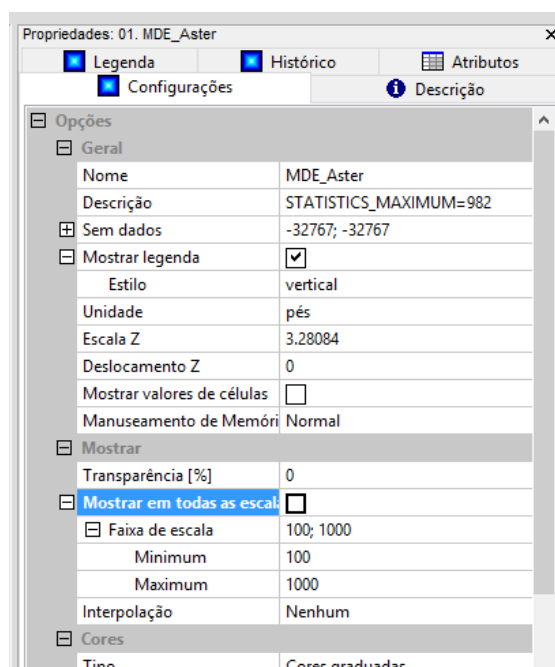 Propriedades: 01. MDE_Aster
Legenda Histórico Atributos
Configurações Descrição
Opções
Geral
Nome MDE_Aster
Descrição STATISTICS_MAXIMUM=982
Sem dados -32767; -32767
Mostrar legenda
Estilo vertical
Unidade pés
Escala Z 3.28084
Deslocamento Z 0
Mostrar valores de células
Manuseamento de Memóri Normal
Mostrar
Transparência [%] 0
Mostrar em todas as escal
Faixa de escala 100; 1000
Minimum 100
Maximum 1000
Interpolação Nenhum
Cores
Tipo Cores graduadas